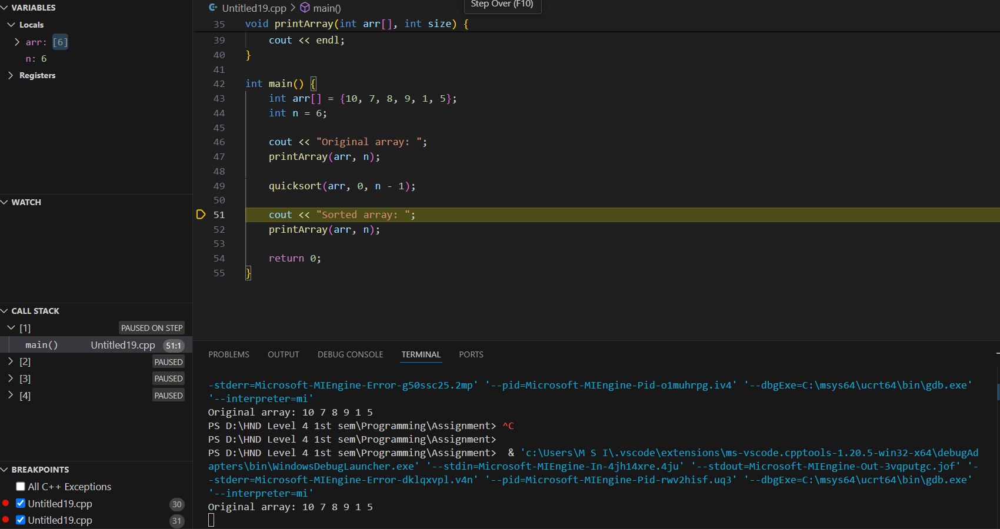 VARIABLES
Locals
arr: [6]
n: 6
Registers
WATCH
CALL STACK
[1] PAUSED ON STEP
main() Untitled19.cpp 51:1
[2] PAUSED
[3] PAUSED
[4] PAUSED
BREAKPOINTS
All C++ Exceptions
Untitled19.cpp 30
Untitled19.cpp 31
Untitled19.cpp > main()
Step Over (F10)
35 void printArray(int arr[], int size) {
39 cout << endl;
40 }
41
42 int main() {
43 int arr[] = {10, 7, 8, 9, 1, 5};
44 int n = 6;
45
46 cout << "Original array: ";
47 printArray(arr, n);
48
49 quicksort(arr, 0, n - 1);
50
51 cout << "Sorted array: ";
52 printArray(arr, n);
53
54 return 0;
55 }
PROBLEMS OUTPUT DEBUG CONSOLE TERMINAL PORTS
-stderr=Microsoft-MIEngine-Error-g50ssc25.2mp' '--pid=Microsoft-MIEngine-Pid-o1muhrpg.iv4' '--dbgExe=C:\msys64\ucrt64\bin\gdb.exe'
'--interpreter=mi'
Original array: 10 7 8 9 1 5
PS D:\HND Level 4 1st sem\Programming\Assignment> ^C
PS D:\HND Level 4 1st sem\Programming\Assignment>
PS D:\HND Level 4 1st sem\Programming\Assignment>  & 'c:\Users\M S I\.vscode\extensions\ms-vscode.cpptools-1.20.5-win32-x64\debugAd
apters\bin\WindowsDebugLauncher.exe' '--stdin=Microsoft-MIEngine-In-4jh14xre.4ju' '--stdout=Microsoft-MIEngine-Out-3vqputgc.jof' '-
-stderr=Microsoft-MIEngine-Error-dklqxvpl.v4n' '--pid=Microsoft-MIEngine-Pid-rwv2hisf.uq3' '--dbgExe=C:\msys64\ucrt64\bin\gdb.exe'
'--interpreter=mi'
Original array: 10 7 8 9 1 5